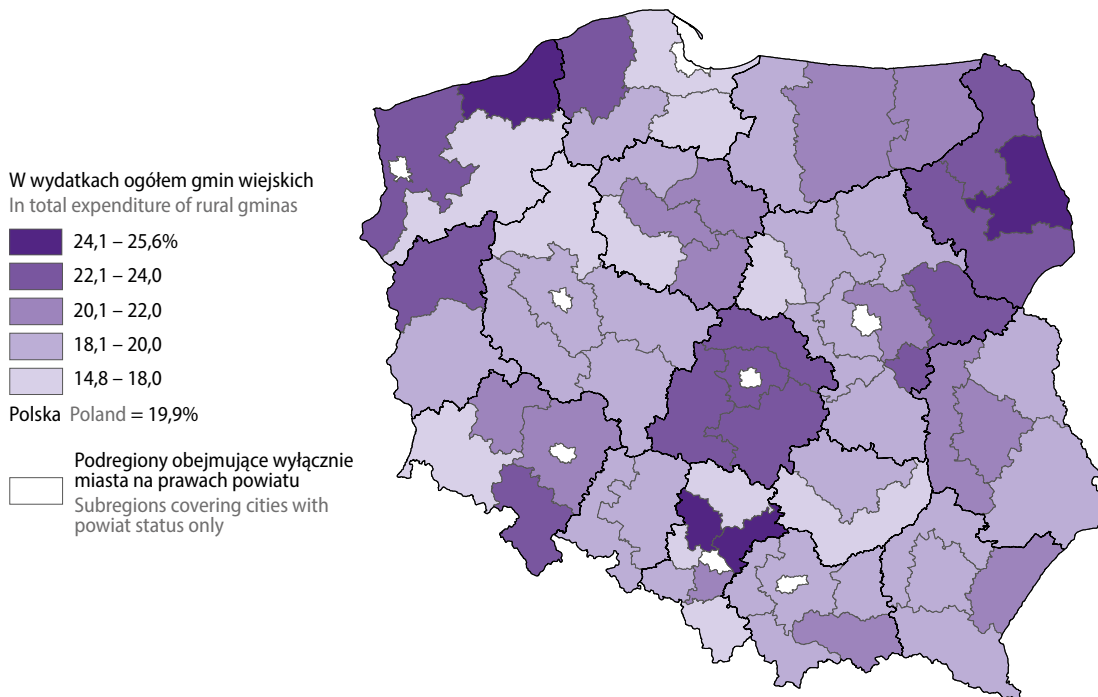 W wydatkach ogółem gmin wiejskich
In total expenditure of rural gminas
24,1 – 25,6%
22,1 – 24,0
20,1 – 22,0
18,1 – 20,0
14,8 – 18,0
Polska Poland = 19,9%
Podregiony obejmujące wyłącznie
miasta na prawach powiatu
Subregions covering cities with
powiat status only